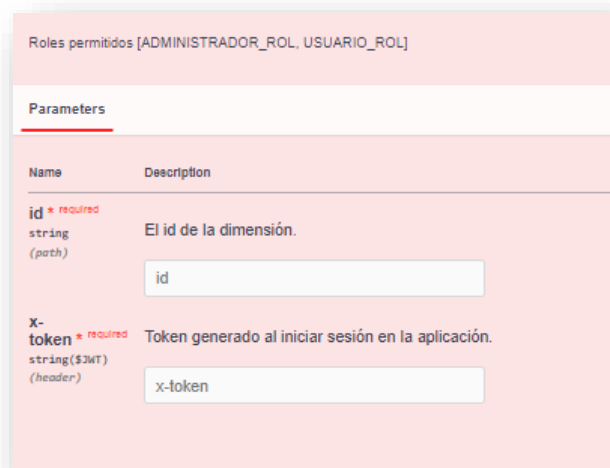 Roles permitidos [ADMINISTRADOR_ROL, USUARIO_ROL]
Parameters
Name Description
id * required
string
(path)
El id de la dimensión.
id
x-
token * required
string($JWT)
(header)
Token generado al iniciar sesión en la aplicación.
x-token